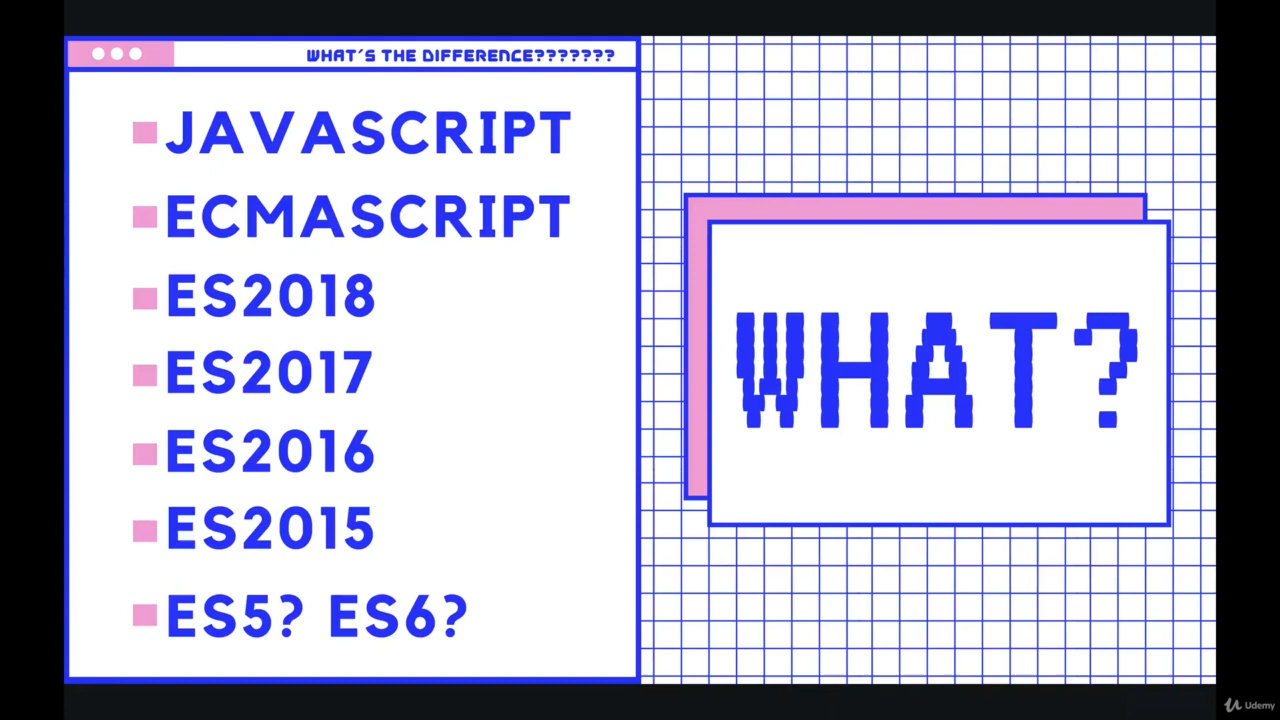 WHAT'S THE DIFFERENCE???????
JAVASCRIPT
ECMASCRIPT
ES2018
ES2017
ES2016
ES2015
ES5? ES6?
WHAT?
Udemy